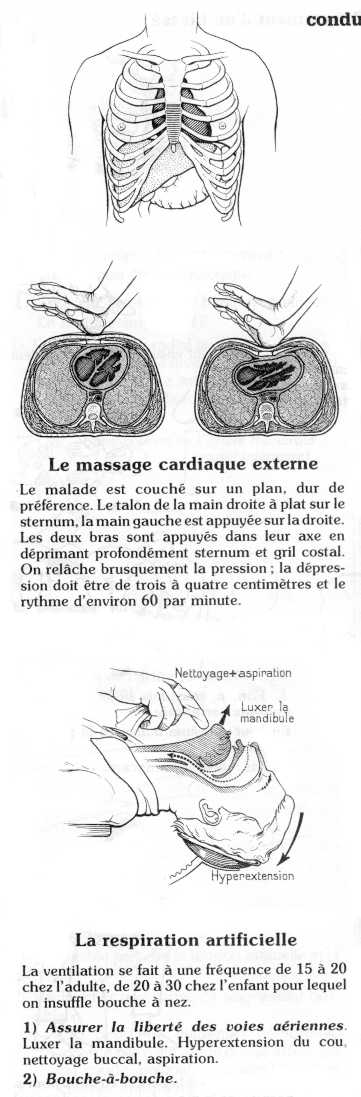 condu
Le massage cardiaque externe
Le malade est couché sur un plan, dur de
préférence. Le talon de la main droite à plat sur le
sternum, la main gauche est appuyée sur la droite.
Les deux bras sont appuyés dans leur axe en
déprimant profondément sternum et gril costal.
On relâche brusquement la pression ; la dépres-
sion doit être de trois à quatre centimètres et le
rythme d'environ 60 par minute.
Nettoyage+aspiration
Luxer la
mandibule
Hyperextension
La respiration artificielle
La ventilation se fait à une fréquence de 15 à 20
chez l'adulte, de 20 à 30 chez l'enfant pour lequel
on insuffle bouche à nez.
1) Assurer la liberté des voies aériennes.
Luxer la mandibule. Hyperextension du cou,
nettoyage buccal, aspiration.
2) Bouche-à-bouche.